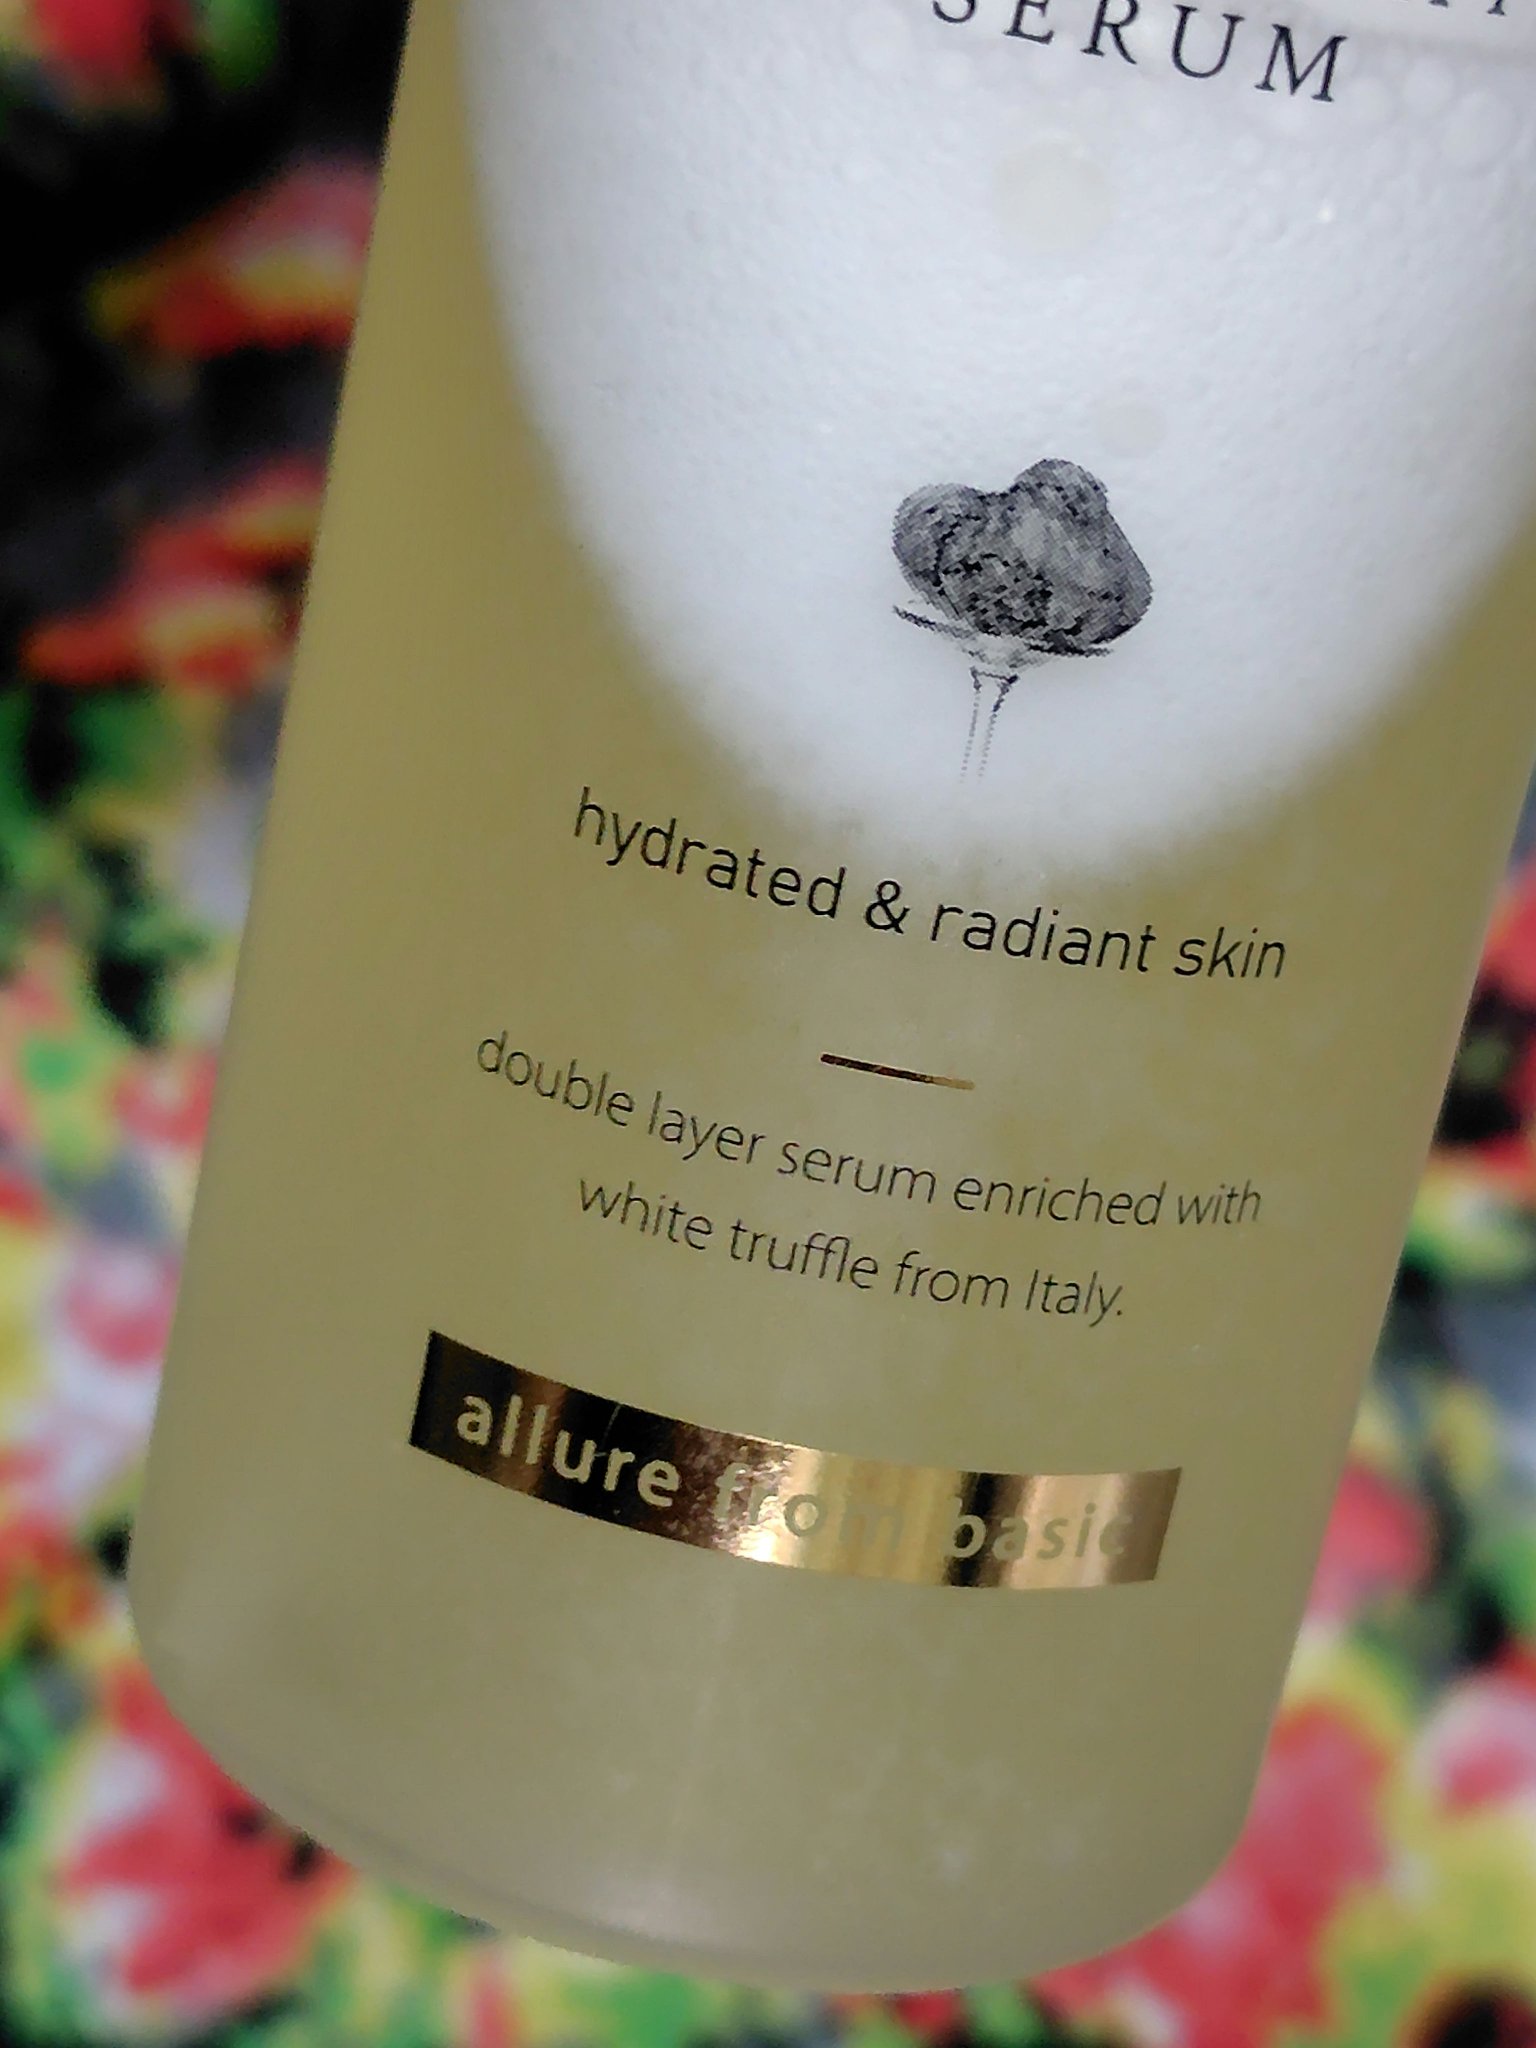 SERUM
hydrated & radiant skin
double layer serum enriched with
white truffle from Italy.
allure from basic